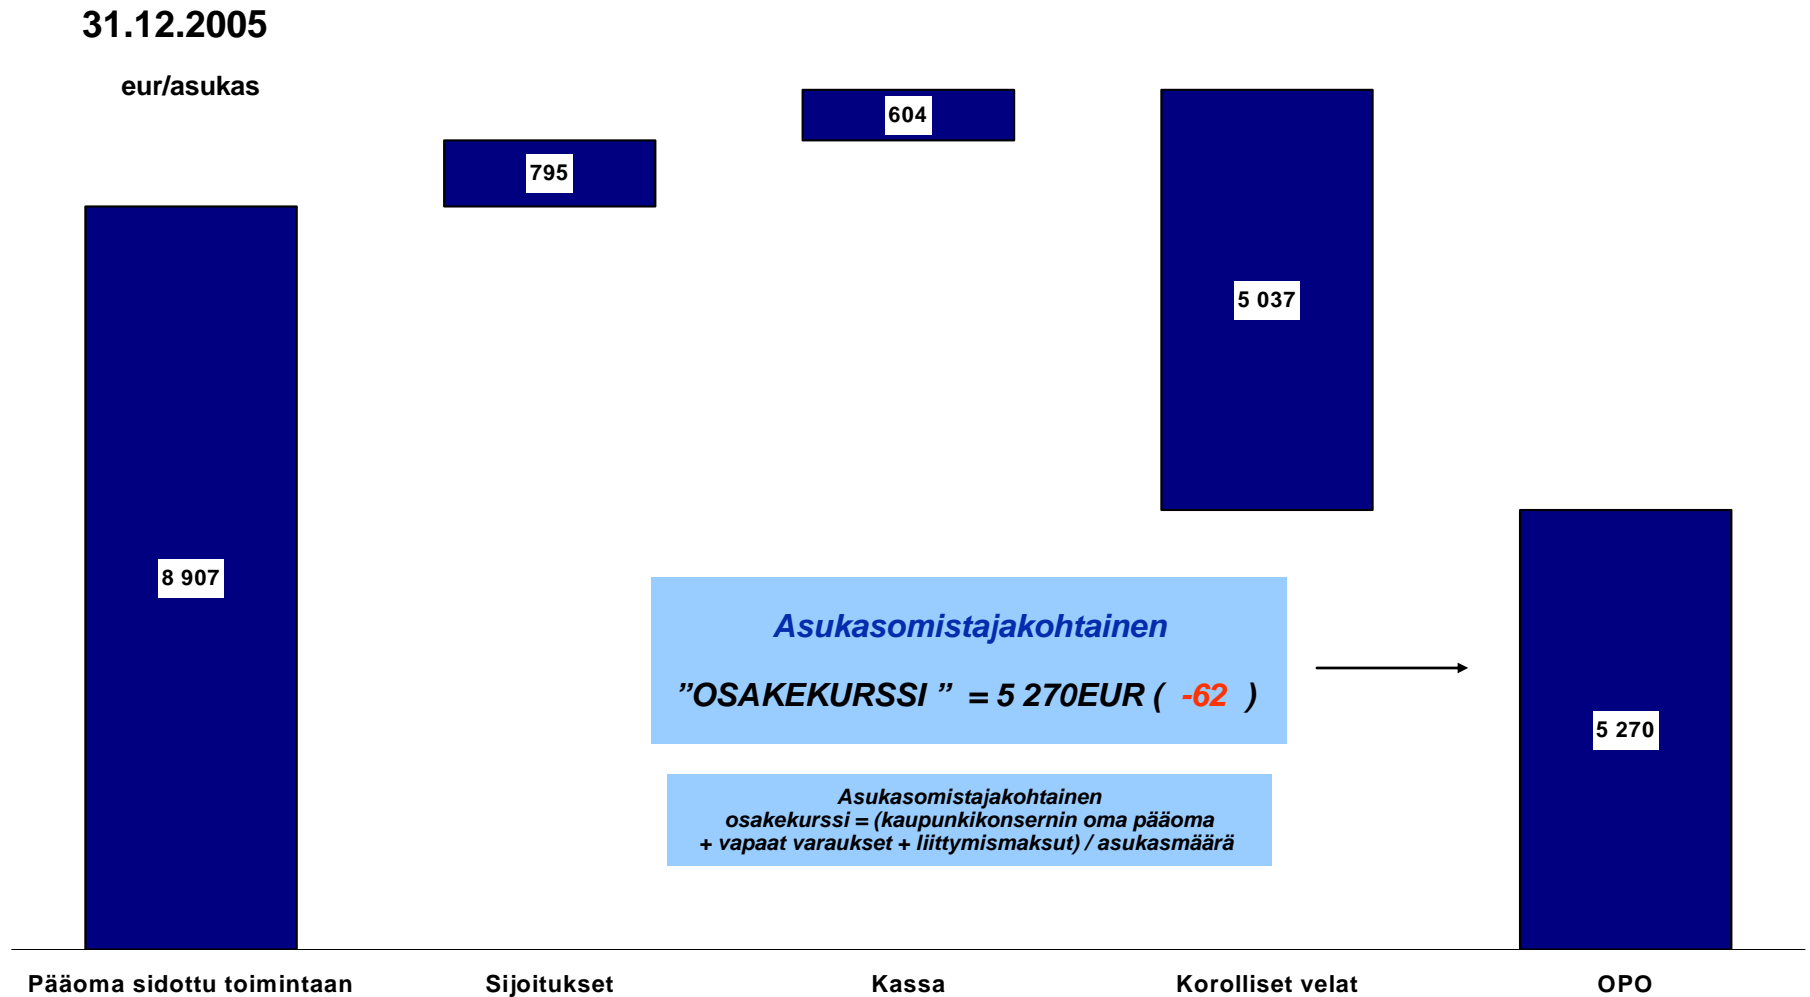 31.12.2005
eur/asukas
604
795
5 037
8 907
Asukasomistajakohtainen
”OSAKEKURSSI ” = 5 270EUR ( -62 )
5 270
Asukasomistajakohtainen
osakekurssi = (kaupunkikonsernin oma pääoma
+ vapaat varaukset + liittymismaksut) / asukasmäärä
Pääoma sidottu toimintaan Sijoitukset Kassa Korolliset velat OPO